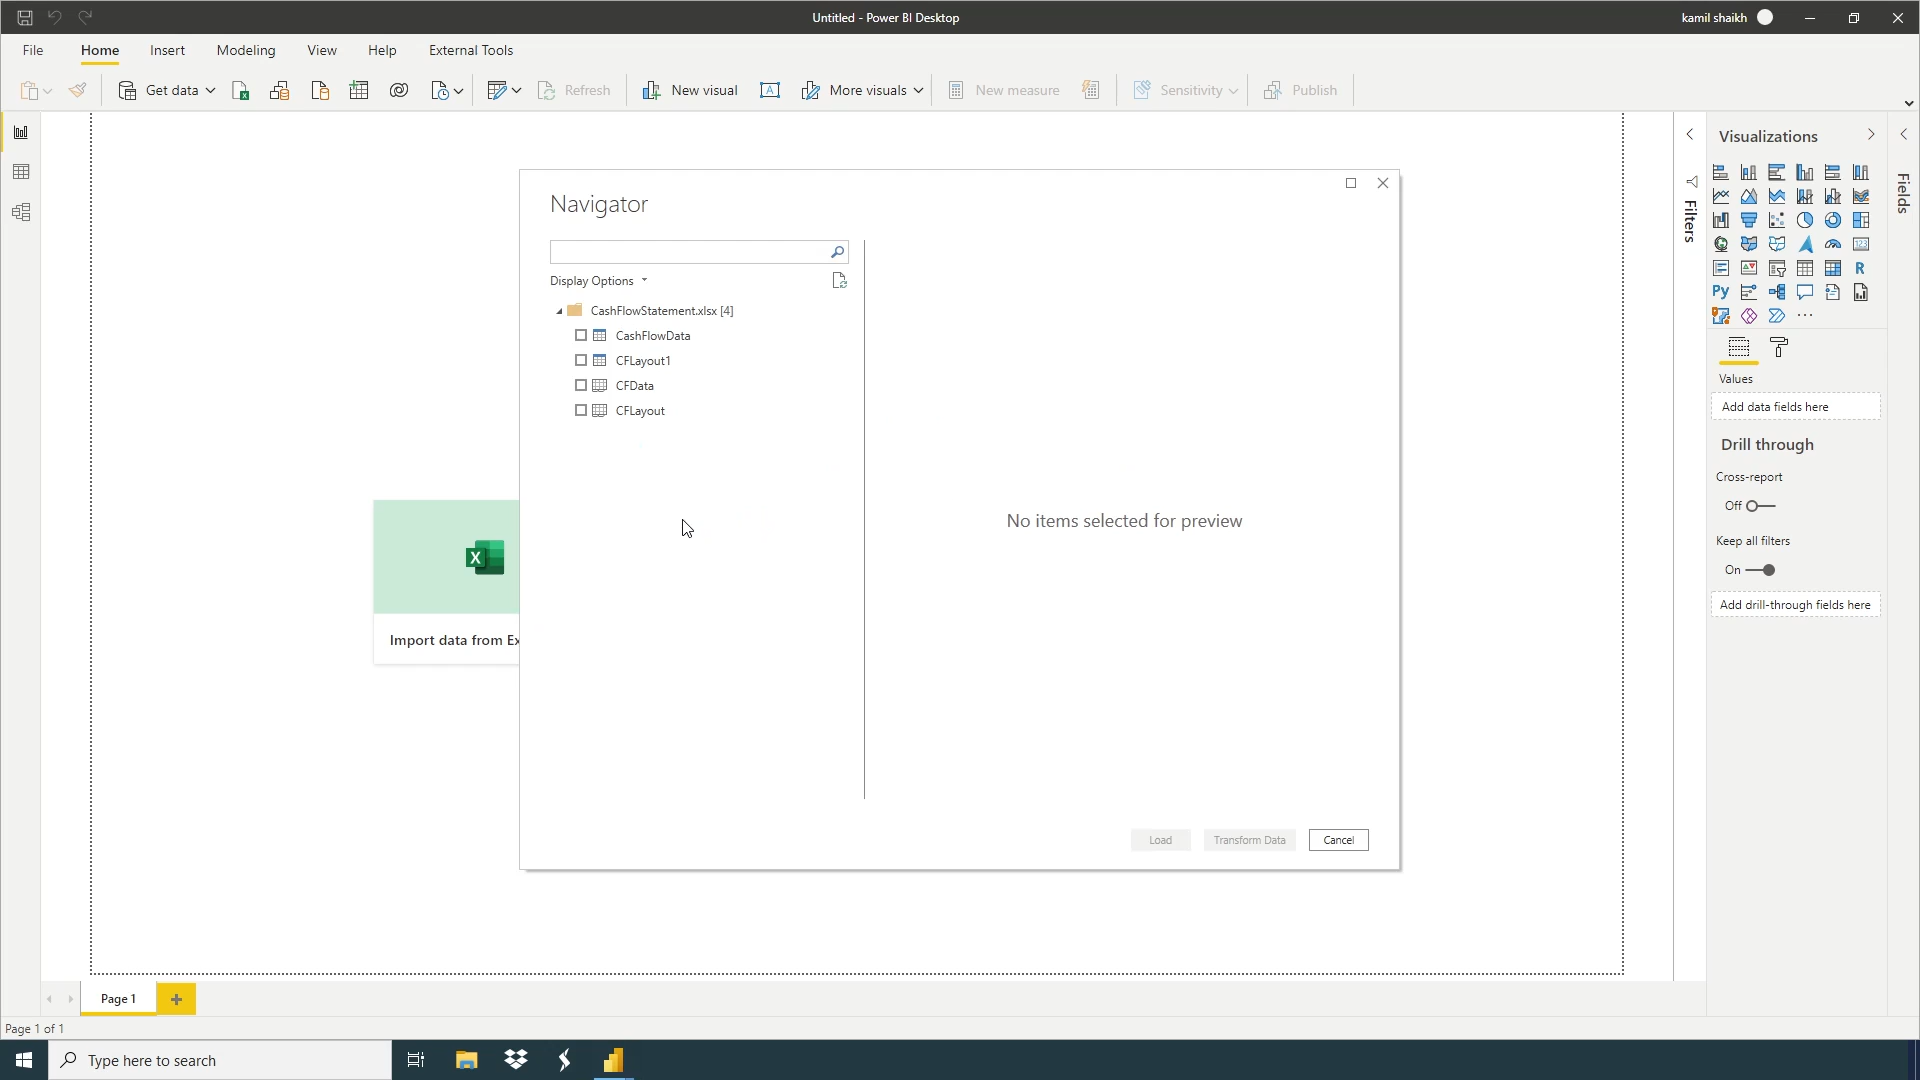 Untitled - Power BI Desktop
kamil shaikh
File
Home
Insert
Modeling
View
Help
External Tools
Get data
Refresh
New visual
A
More visuals
New measure
Sensitivity
Publish
Navigator
Display Options
CashFlowStatement.xlsx [4]
CashFlowData
CFLayout1
CFData
CFLayout
No items selected for preview
Load
Transform Data
Cancel
X
Import data from Ex
Filters
Visualizations
123
R
Py
Values
Add data fields here
Drill through
Cross-report
Off
Keep all filters
On
Add drill-through fields here
Fields
Page 1
Page 1 of 1
Type here to search